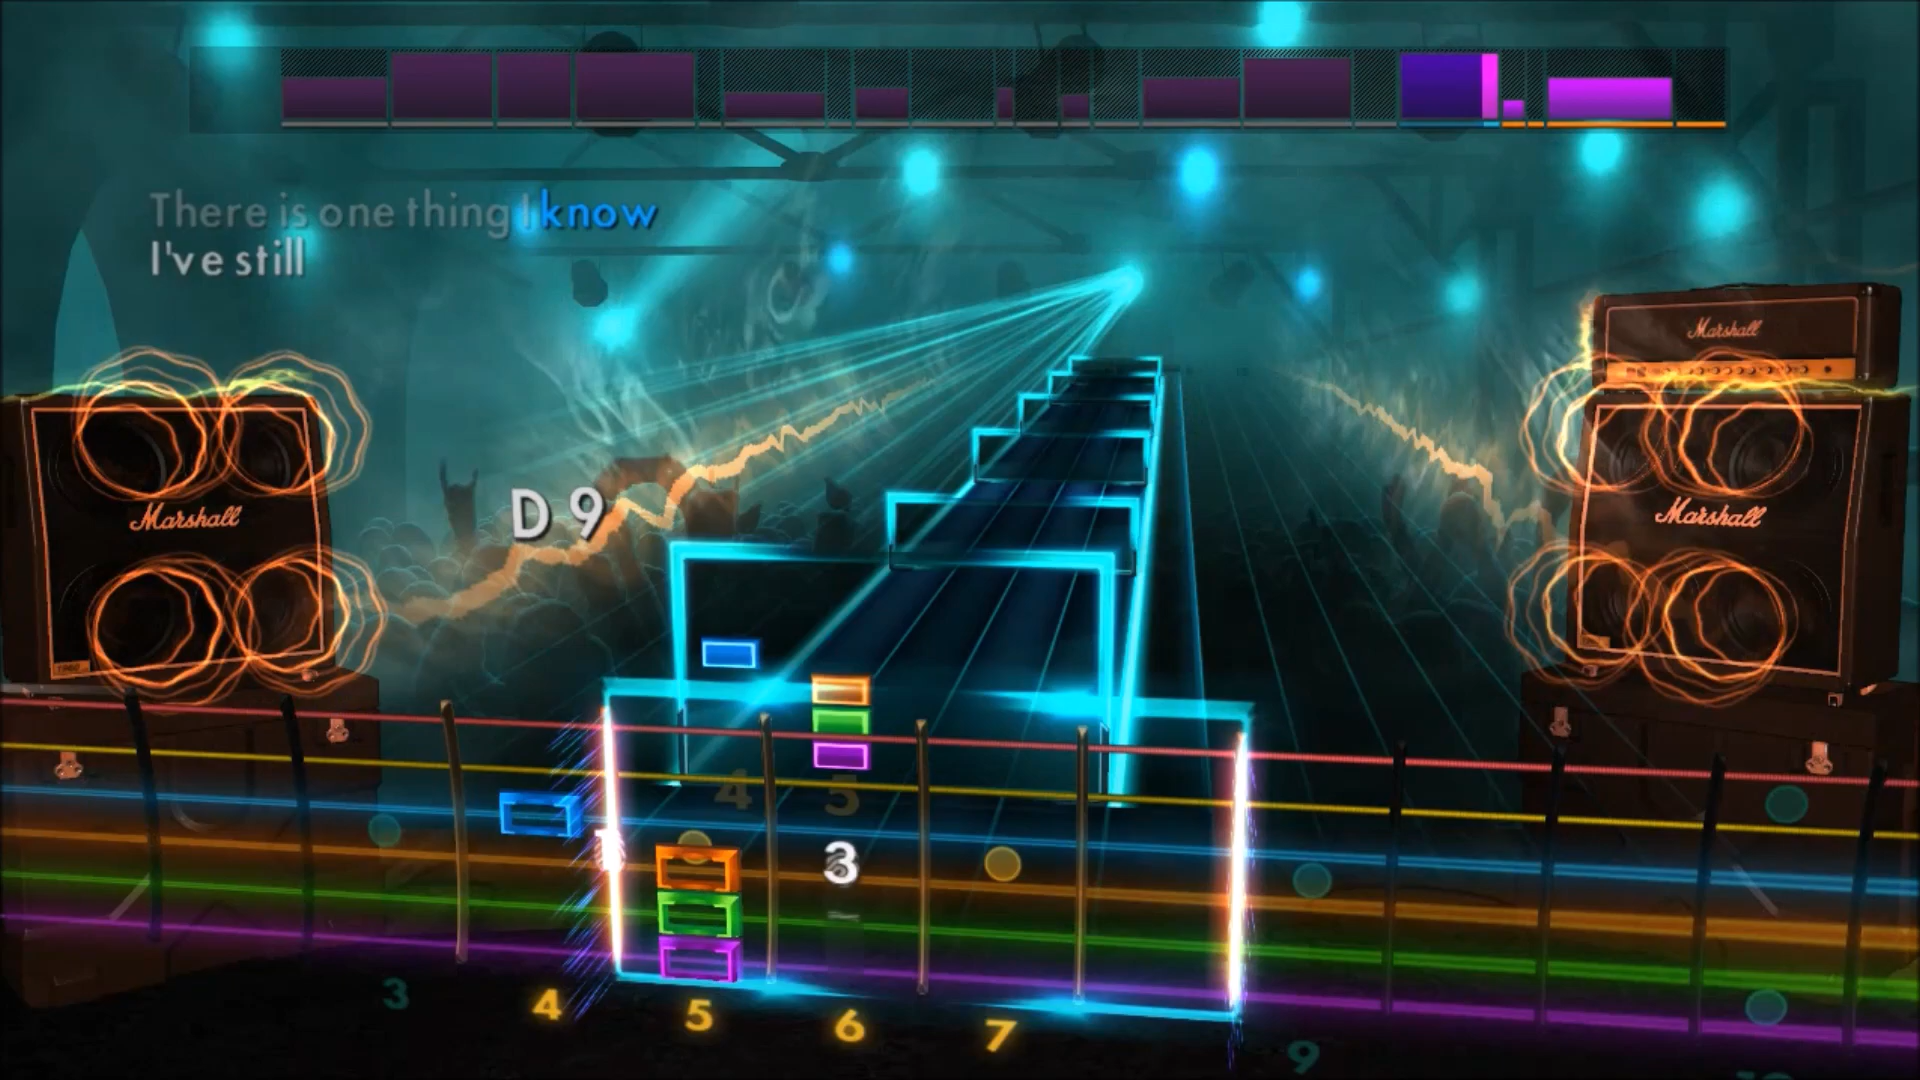 There is one thing I know
I've still
Marshall
D 9
Marshall
Marshall
4 5
3
3 4 5 6 7 9 10